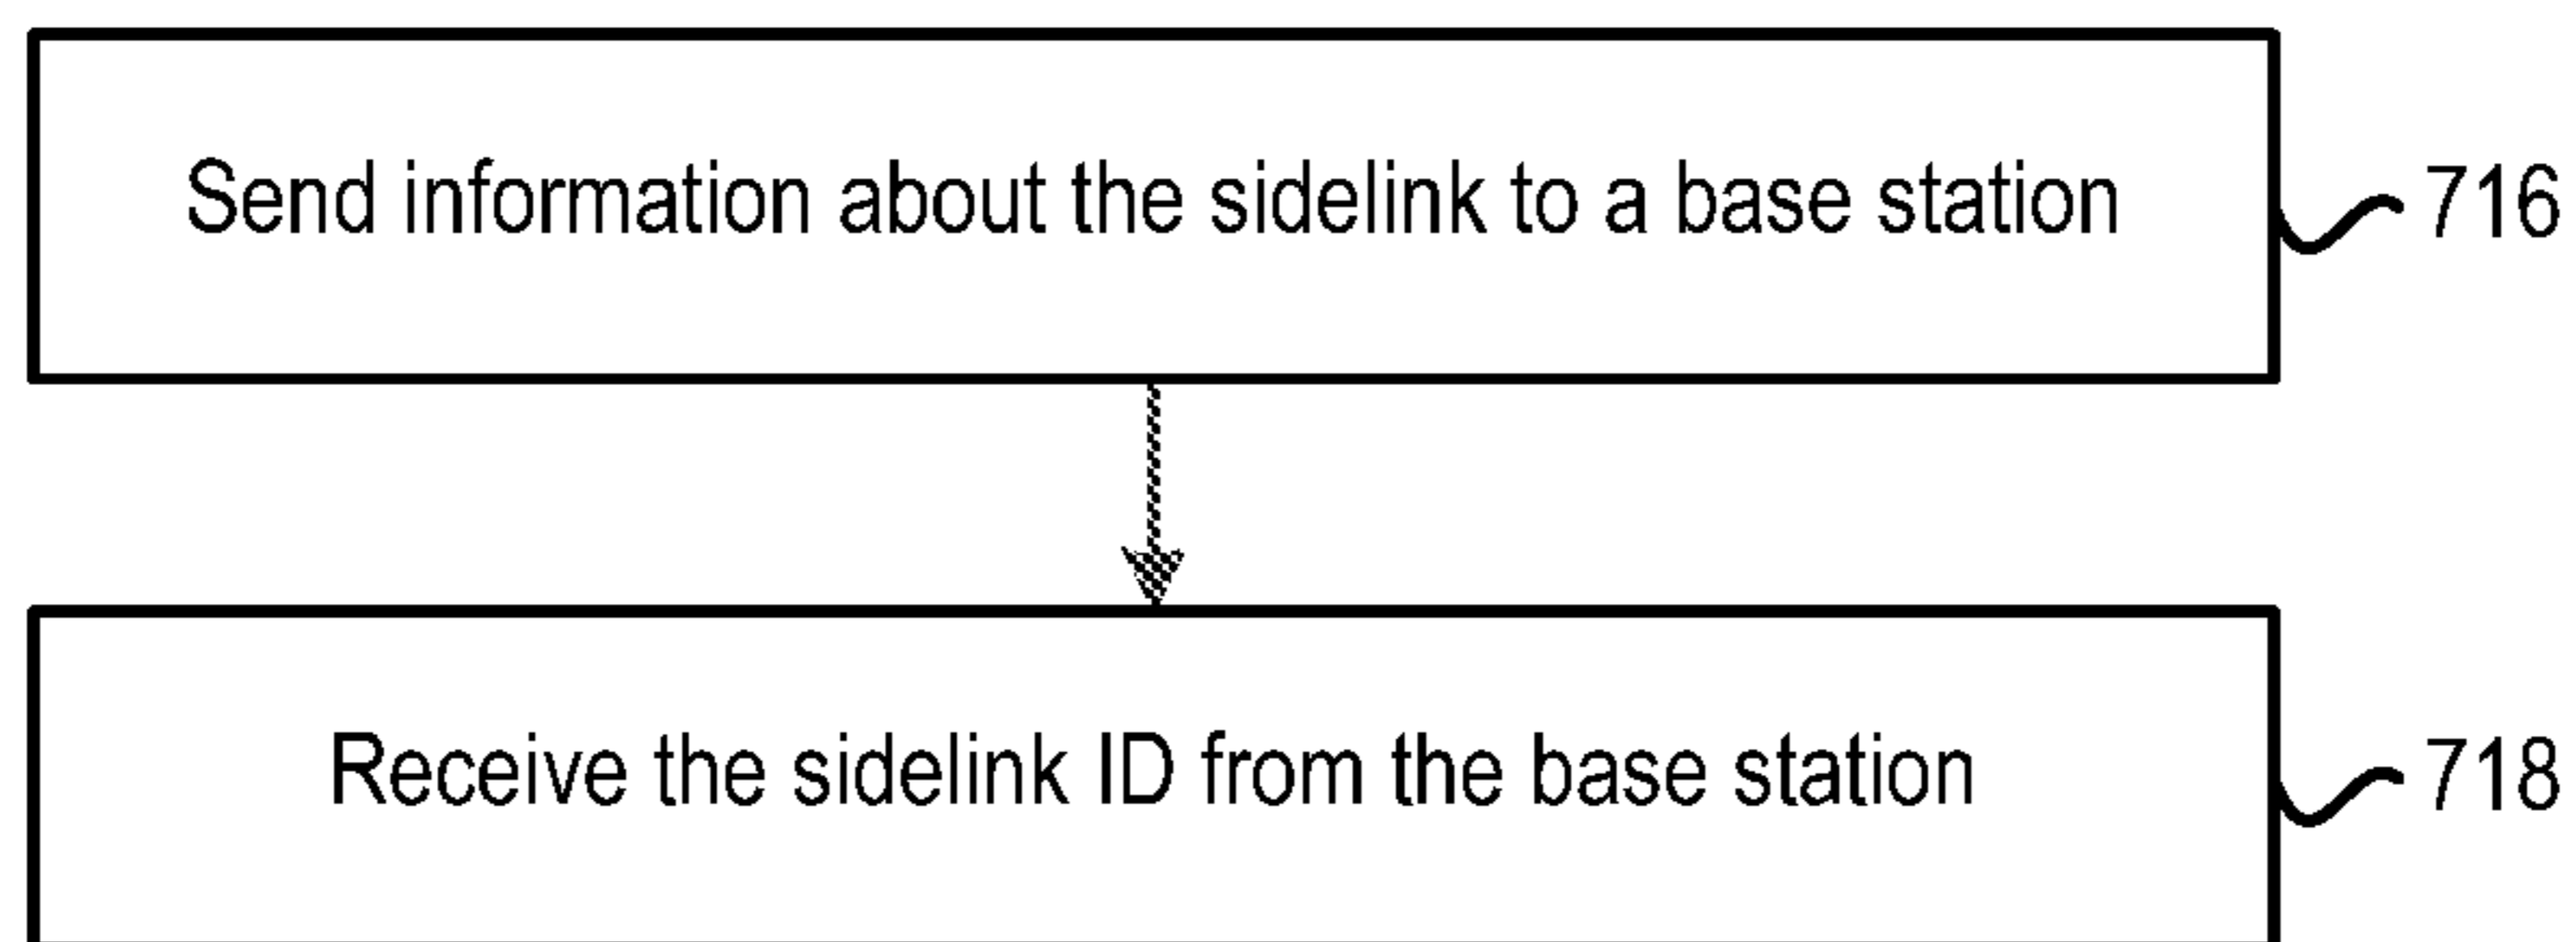 Send information about the sidelink to a base station
716
Receive the sidelink ID from the base station
718